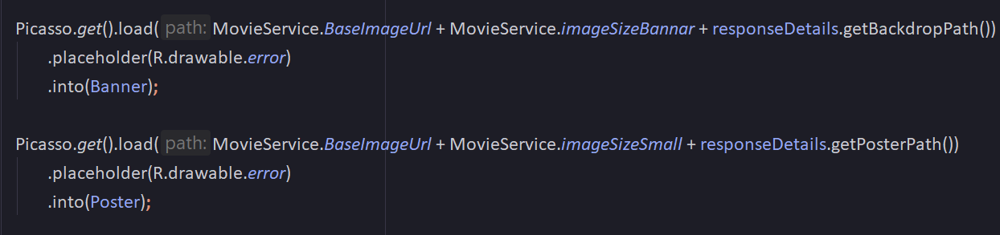 Picasso.get().load( path: MovieService.BaseImageUrl + MovieService.imageSizeBannar + responseDetails.getBackdropPath())
.placeholder(R.drawable.error)
.into(Banner);
Picasso.get().load( path: MovieService.BaseImageUrl + MovieService.imageSizeSmall + responseDetails.getPosterPath())
.placeholder(R.drawable.error)
.into(Poster);